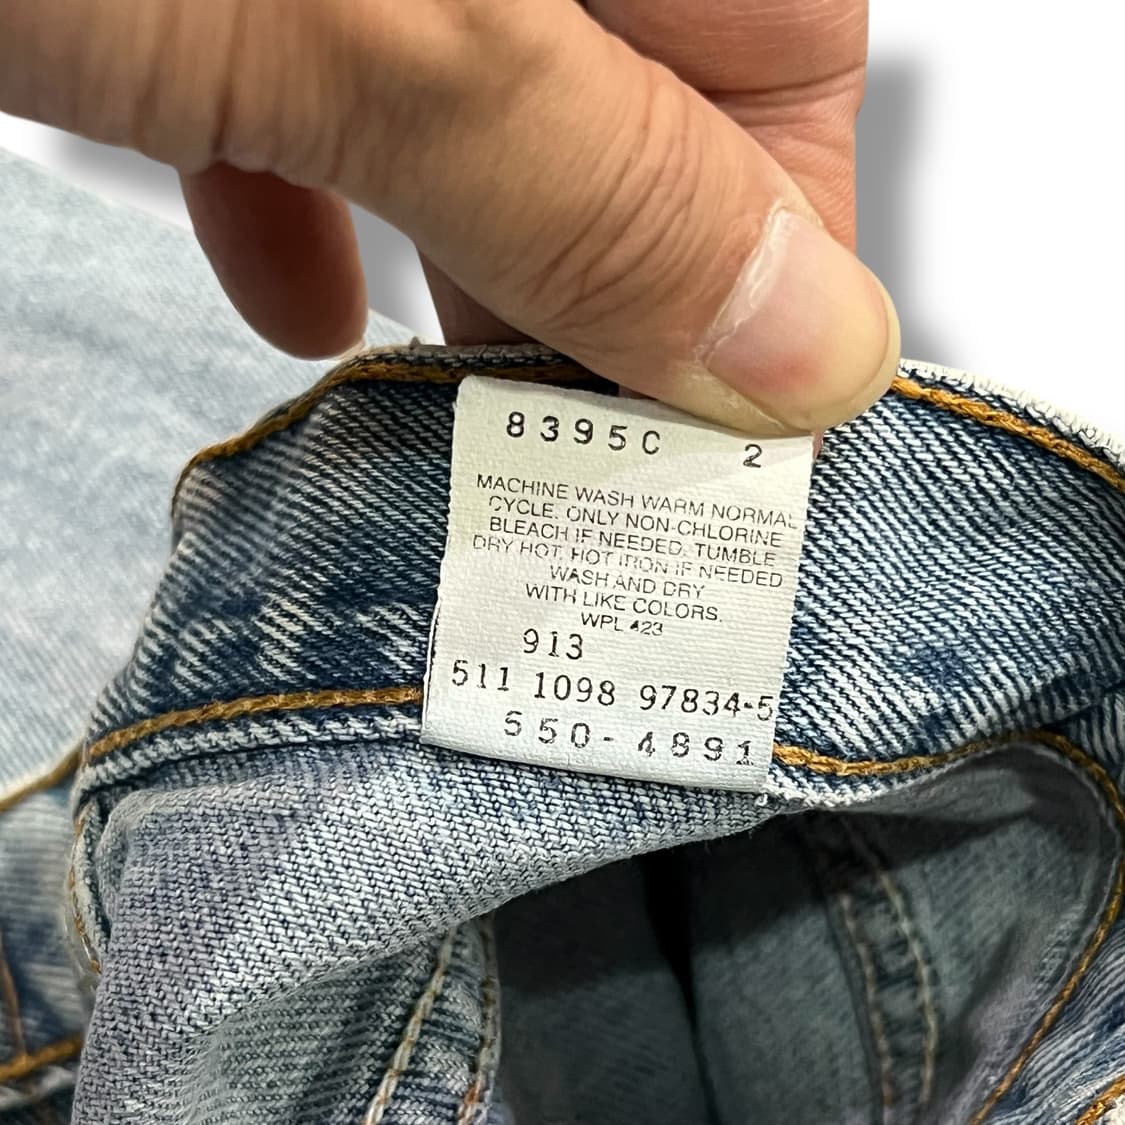 8395C 2
MACHINE WASH WARM NORMAL
CYCLE. ONLY NON-CHLORINE
BLEACH IF NEEDED. TUMBLE
DRY HOT. HOT IRON IF NEEDED
WASH AND DRY
WITH LIKE COLORS.
WPL 423
913
511 1098 97834-5
550-4891